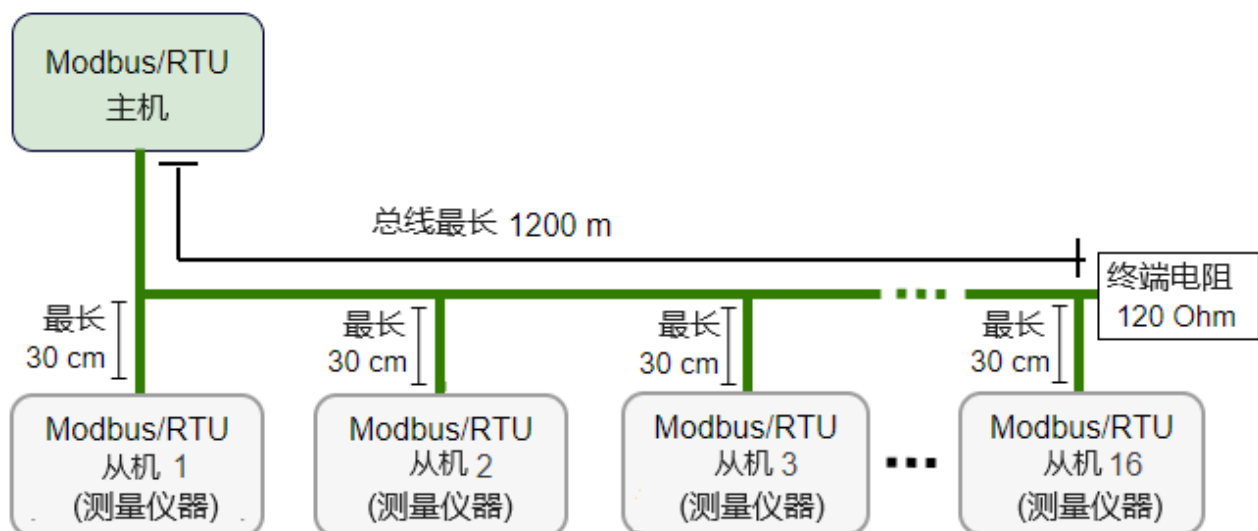 Modbus/RTU
主机
总线最长 1200 m
终端电阻
120 Ohm
最长
30 cm
最长
30 cm
最长
30 cm
最长
30 cm
Modbus/RTU
从机 1
(测量仪器)
Modbus/RTU
从机 2
(测量仪器)
Modbus/RTU
从机 3
(测量仪器)
Modbus/RTU
从机 16
(测量仪器)